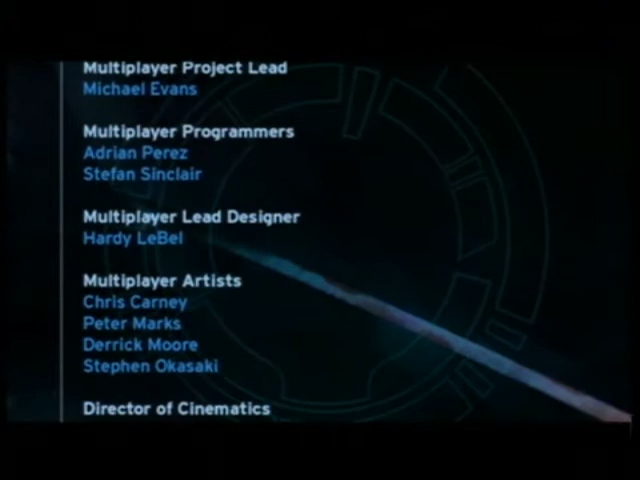 Multiplayer Project Lead
Michael Evans
Multiplayer Programmers
Adrian Perez
Stefan Sinclair
Multiplayer Lead Designer
Hardy LeBel
Multiplayer Artists
Chris Carney
Peter Marks
Derrick Moore
Stephen Okasaki
Director of Cinematics